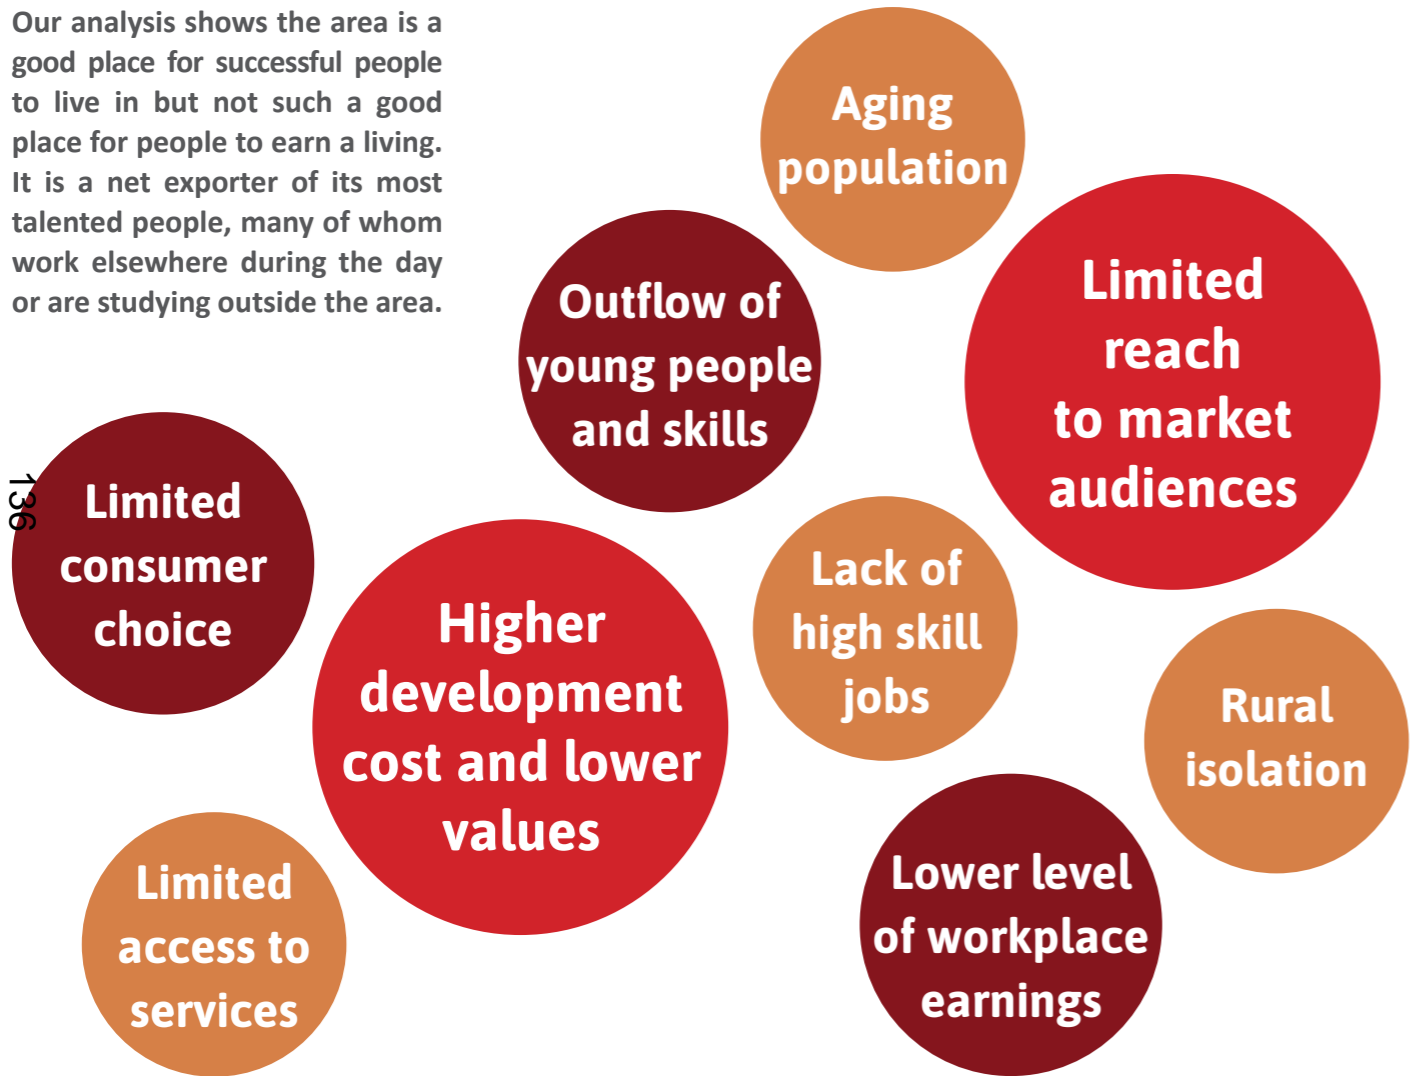 Our analysis shows the area is a
good place for successful people
to live in but not such a good
place for people to earn a living.
It is a net exporter of its most
talented people, many of whom
work elsewhere during the day
or are studying outside the area.
Aging
population
Outflow of
young people
and skills
Limited
reach
to market
audiences
136
Limited
consumer
choice
Higher
development
cost and lower
values
Lack of
high skill
jobs
Rural
isolation
Limited
access to
services
Lower level
of workplace
earnings